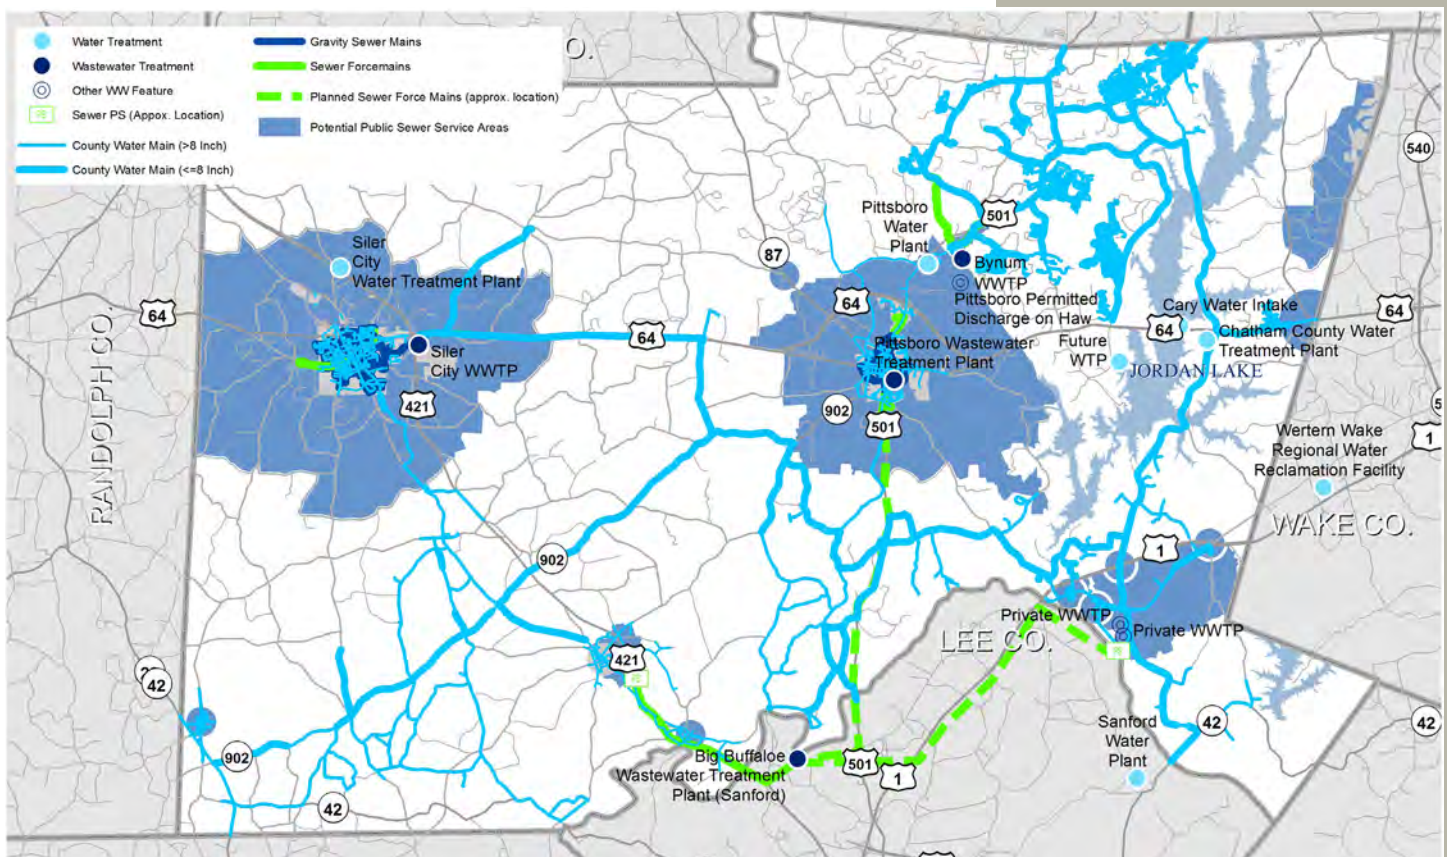 Water Treatment
Wastewater Treatment
Other WW Feature
Sewer PS (Appox. Location)
County Water Main (>8 Inch)
County Water Main (<=8 Inch)
Gravity Sewer Mains
Sewer Forcemains
Planned Sewer Force Mains (approx. location)
Potential Public Sewer Service Areas
CO.
540
501
Pittsboro
Water
Plant
87
Siler
City
Water Treatment Plant
Bynum
WWTP
Pittsboro Permitted
Discharge on Haw
64
64
64
64
64
Cary Water Intake
Chatham County Water
Treatment Plant
Future
WTP
JORDAN LAKE
Pittsboro Wastewater
Treatment Plant
Siler
City WWTP
RANDOLPH CO.
421
902
501
5
1
Wertern Wake
Regional Water
Reclamation Facility
WAKE CO.
1
902
Private WWTP
Private WWTP
LEE CO.
421
PS
PS
42
42
42
Sanford
Water
Plant
902
Big Buffaloe
Wastewater Treatment
Plant (Sanford)
501
1
42